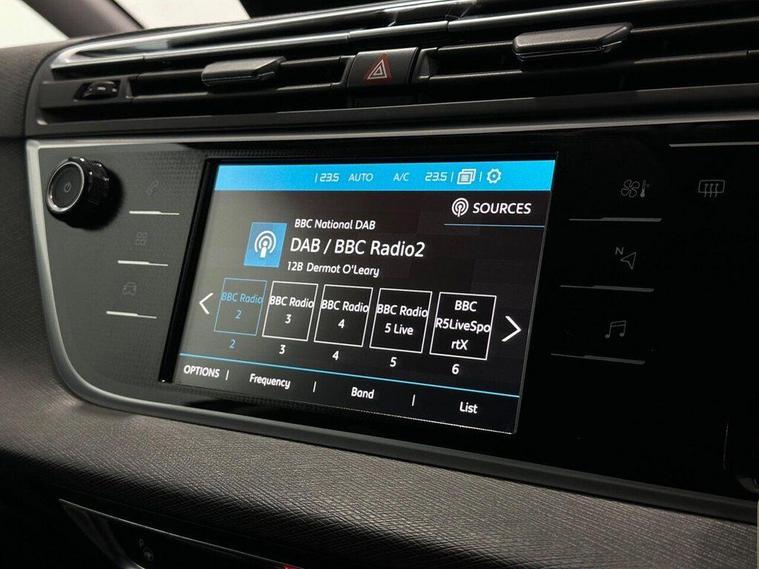 23.5 AUTO A/C 23.5
SOURCES
BBC National DAB
DAB / BBC Radio2
12B Dermot O'Leary
BBC Radio
2
BBC Radio
3
BBC Radio
4
BBC Radio
5 Live
BBC
R5LiveSpo
rtX
2 3 4 5 6
OPTIONS | Frequency | Band | List
N